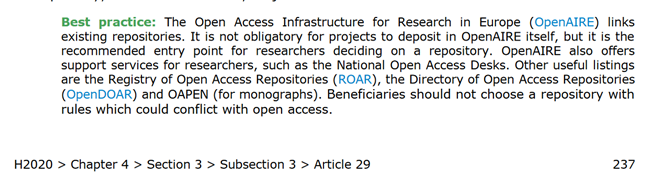 Best practice: The Open Access Infrastructure for Research in Europe (OpenAIRE) links
existing repositories. It is not obligatory for projects to deposit in OpenAIRE itself, but it is the
recommended entry point for researchers deciding on a repository. OpenAIRE also offers
support services for researchers, such as the National Open Access Desks. Other useful listings
are the Registry of Open Access Repositories (ROAR), the Directory of Open Access Repositories
(OpenDOAR) and OAPEN (for monographs). Beneficiaries should not choose a repository with
rules which could conflict with open access.
H2020 > Chapter 4 > Section 3 > Subsection 3 > Article 29 237